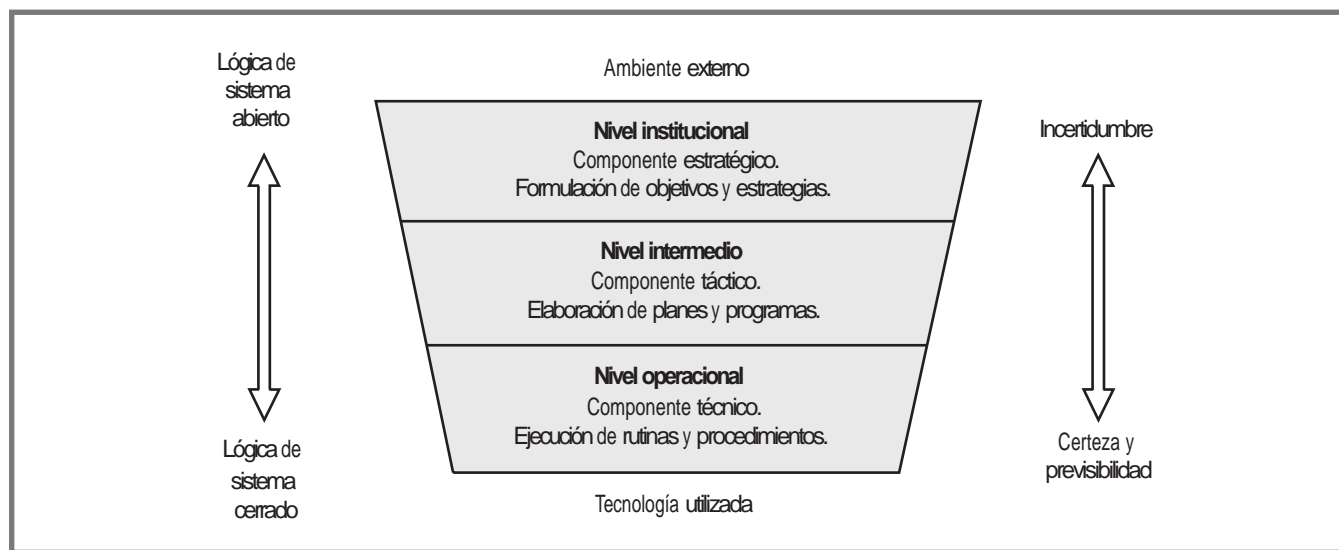 Lógica de
sistema
abierto
Ambiente externo
Nivel institucional
Componente estratégico.
Formulación de objetivos y estrategias.
Incertidumbre
Nivel intermedio
Componente táctico.
Elaboración de planes y programas.
Nivel operacional
Componente técnico.
Ejecución de rutinas y procedimientos.
Lógica de
sistema
cerrado
Certeza y
previsibilidad
Tecnología utilizada